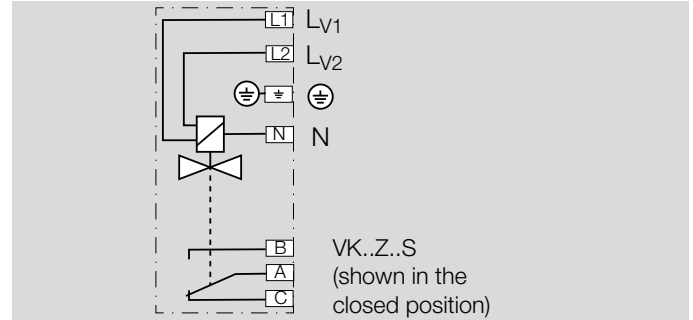 L1 LV1
L2 LV2
N N
B VK..Z..S
A (shown in the
C closed position)